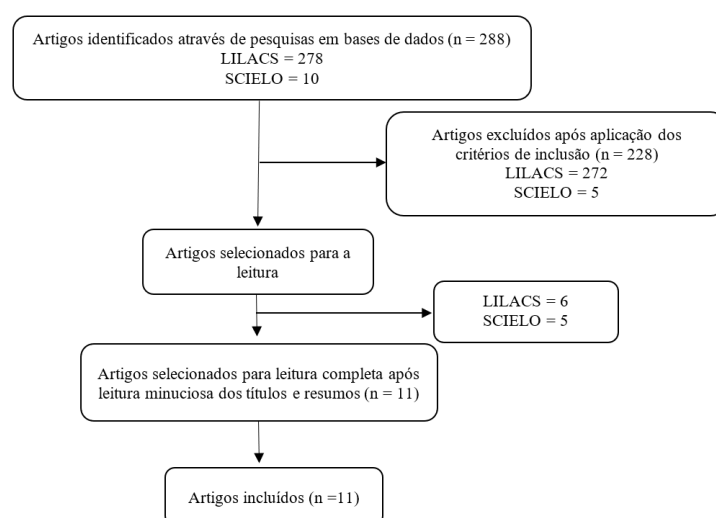 Artigos identificados através de pesquisas em bases de dados (n = 288)
LILACS = 278
SCIELO = 10
Artigos excluídos após aplicação dos
critérios de inclusão (n = 228)
LILACS = 272
SCIELO = 5
Artigos selecionados para a
leitura
LILACS = 6
SCIELO = 5
Artigos selecionados para leitura completa após
leitura minuciosa dos títulos e resumos (n = 11)
Artigos incluídos (n =11)